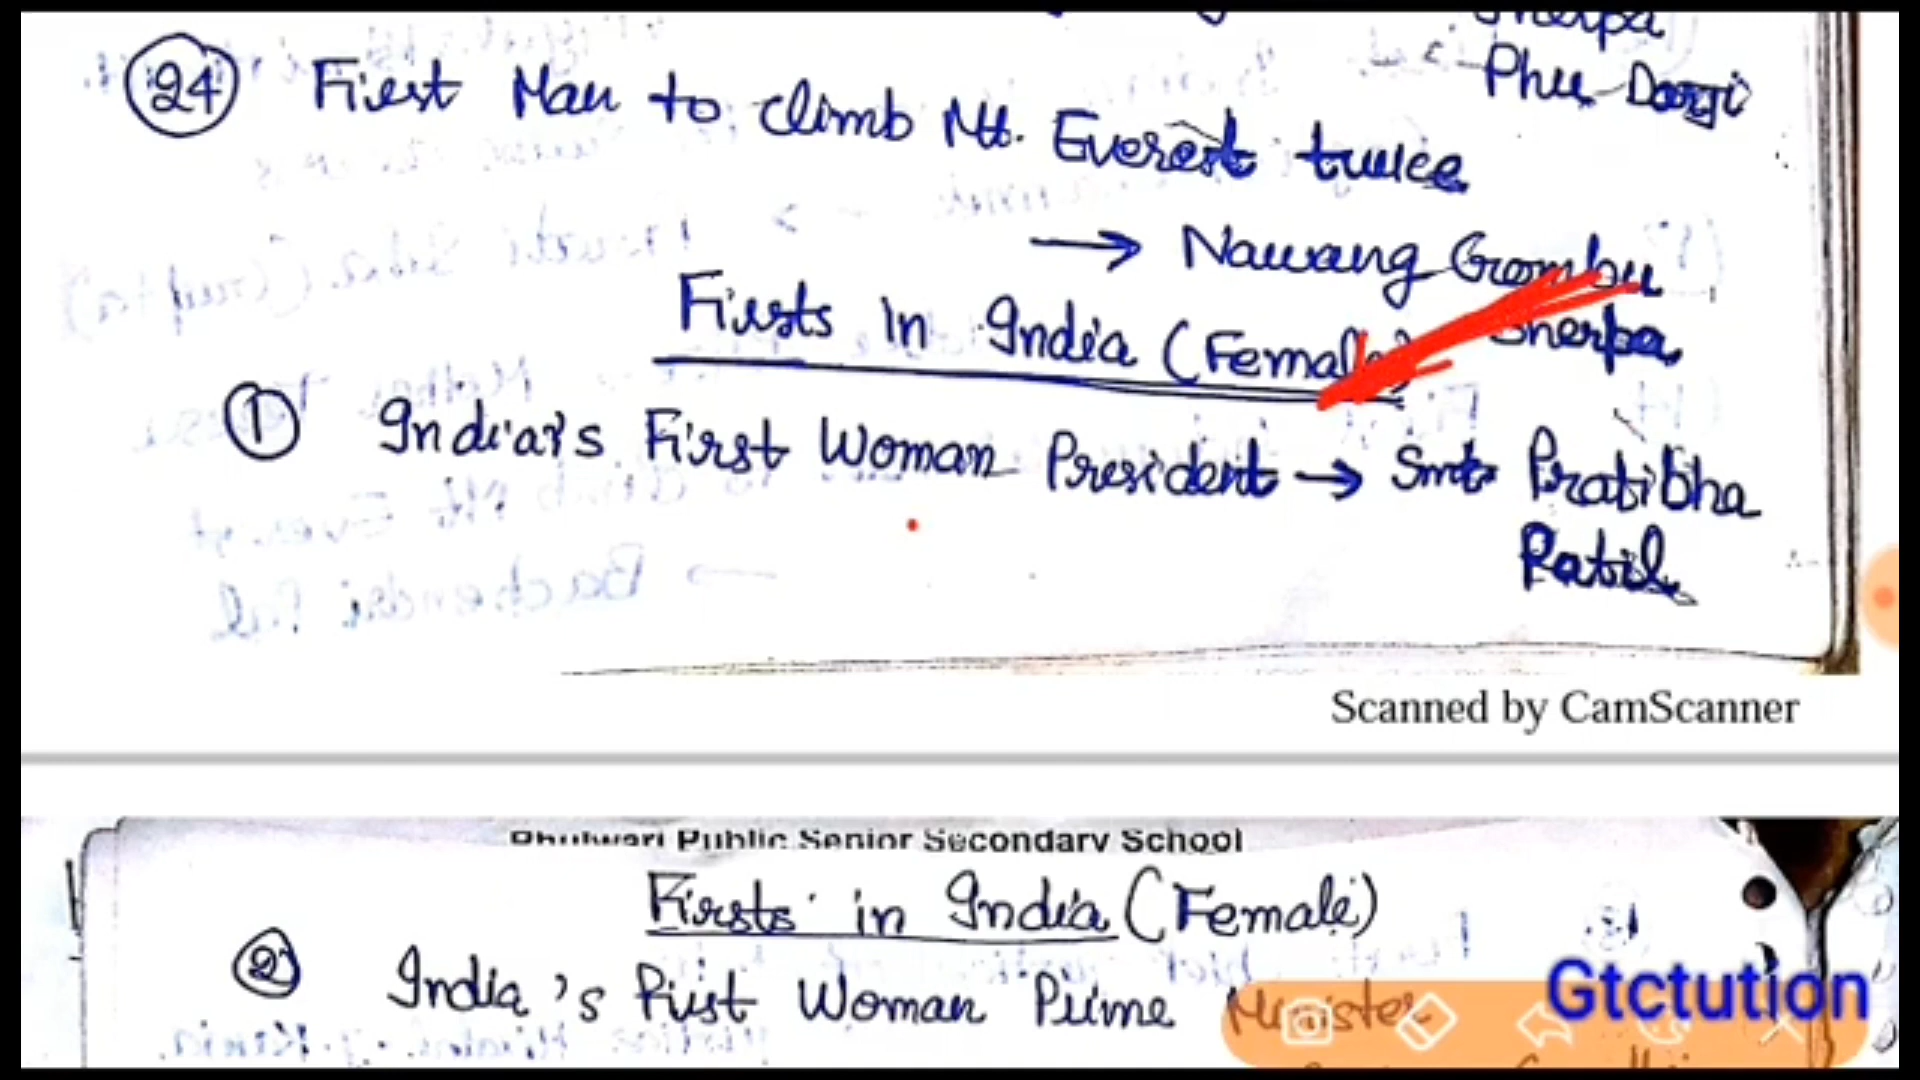 Sherpa
Phu Dorji
24 First Man to climb Mt. Everest twice
→ Nawang Gombu
Sherpa
Firsts in India (Female)
1 India's First Woman President → Smt Pratibha
Patil
Scanned by CamScanner
Phulwari Public Senior Secondary School
Firsts in India (Female)
2 India's First Woman Prime Minister
Gtctution